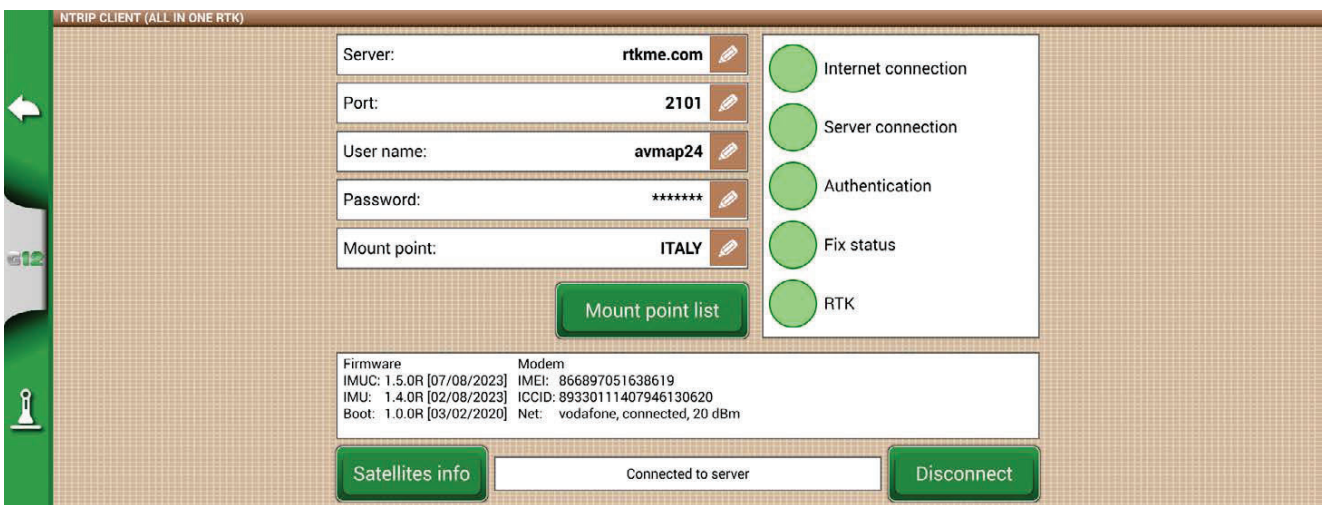 NTRIP CLIENT (ALL IN ONE RTK)
Server: rtkme.com
Port: 2101
User name: avmap24
Password: *******
Mount point: ITALY
Mount point list
Internet connection
Server connection
Authentication
Fix status
RTK
G12
Firmware Modem
IMUC: 1.5.0R [07/08/2023] IMEI: 866897051638619
IMU: 1.4.0R [02/08/2023] ICCID: 89330111407946130620
Boot: 1.0.0R [03/02/2020] Net: vodafone, connected, 20 dBm
Satellites info
Connected to server
Disconnect